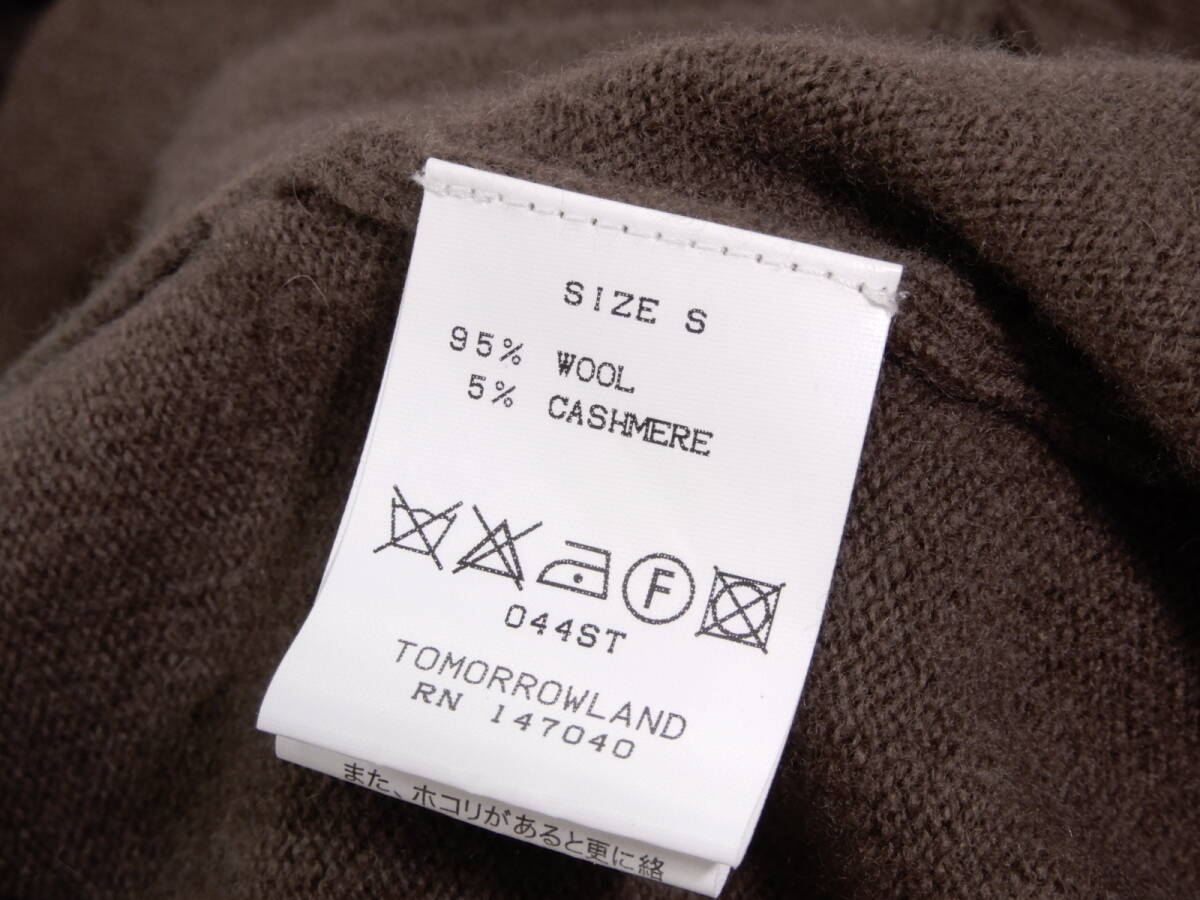 SIZE S
95% WOOL
5% CASHMERE
F
044ST
TOMORROWLAND
RN 147040
また、ホコリがあると更に絡